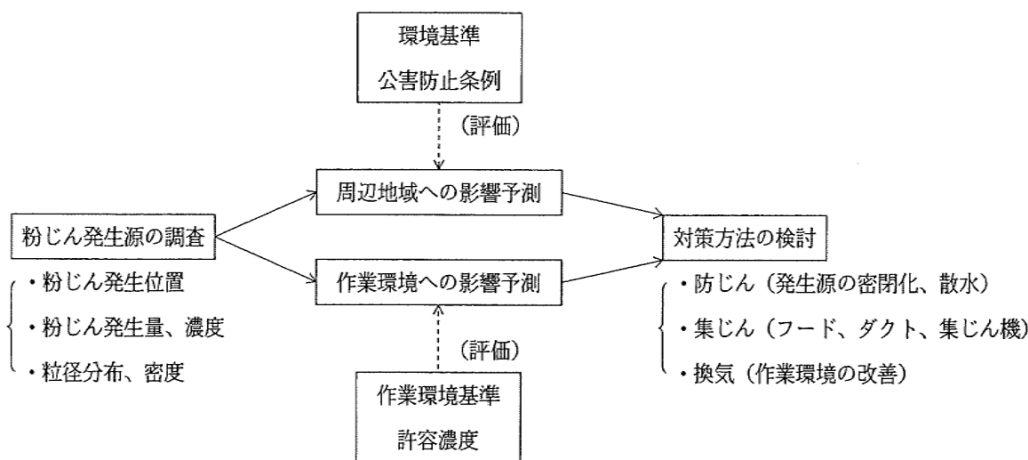 環境基準
公害防止条例
（評価）
周辺地域への影響予測
粉じん発生源の調査
・粉じん発生位置
・粉じん発生量、濃度
・粒径分布、密度
作業環境への影響予測
（評価）
作業環境基準
許容濃度
対策方法の検討
・防じん（発生源の密閉化、散水）
・集じん（フード、ダクト、集じん機）
・換気（作業環境の改善）